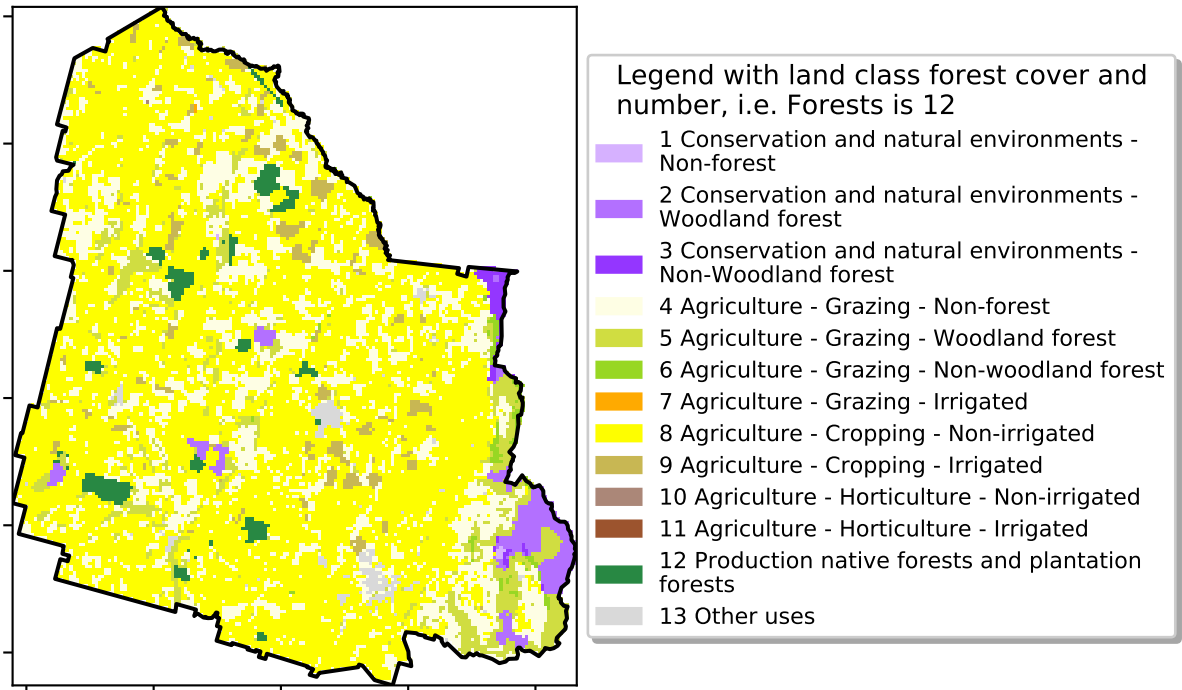 Legend with land class forest cover and
number, i.e. Forests is 12
1 Conservation and natural environments -
Non-forest
2 Conservation and natural environments -
Woodland forest
3 Conservation and natural environments -
Non-Woodland forest
4 Agriculture - Grazing - Non-forest
5 Agriculture - Grazing - Woodland forest
6 Agriculture - Grazing - Non-woodland forest
7 Agriculture - Grazing - Irrigated
8 Agriculture - Cropping - Non-irrigated
9 Agriculture - Cropping - Irrigated
10 Agriculture - Horticulture - Non-irrigated
11 Agriculture - Horticulture - Irrigated
12 Production native forests and plantation
forests
13 Other uses